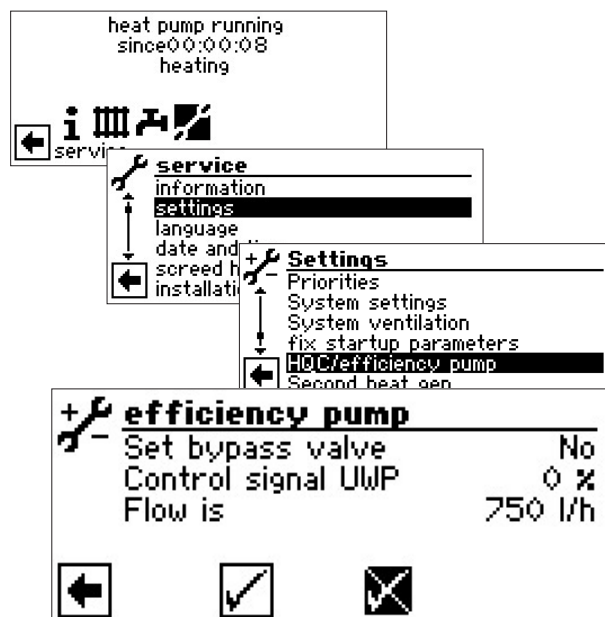 heat pump running
since00:00:08
heating
service
information
settings
language
date and
screed h
installati
Settings
Priorities
System settings
System ventilation
fix startup parameters
HQC/efficiency pump
Second heat gen
efficiency pump
Set bypass valve No
Control signal UWP 0 %
Flow is 750 l/h